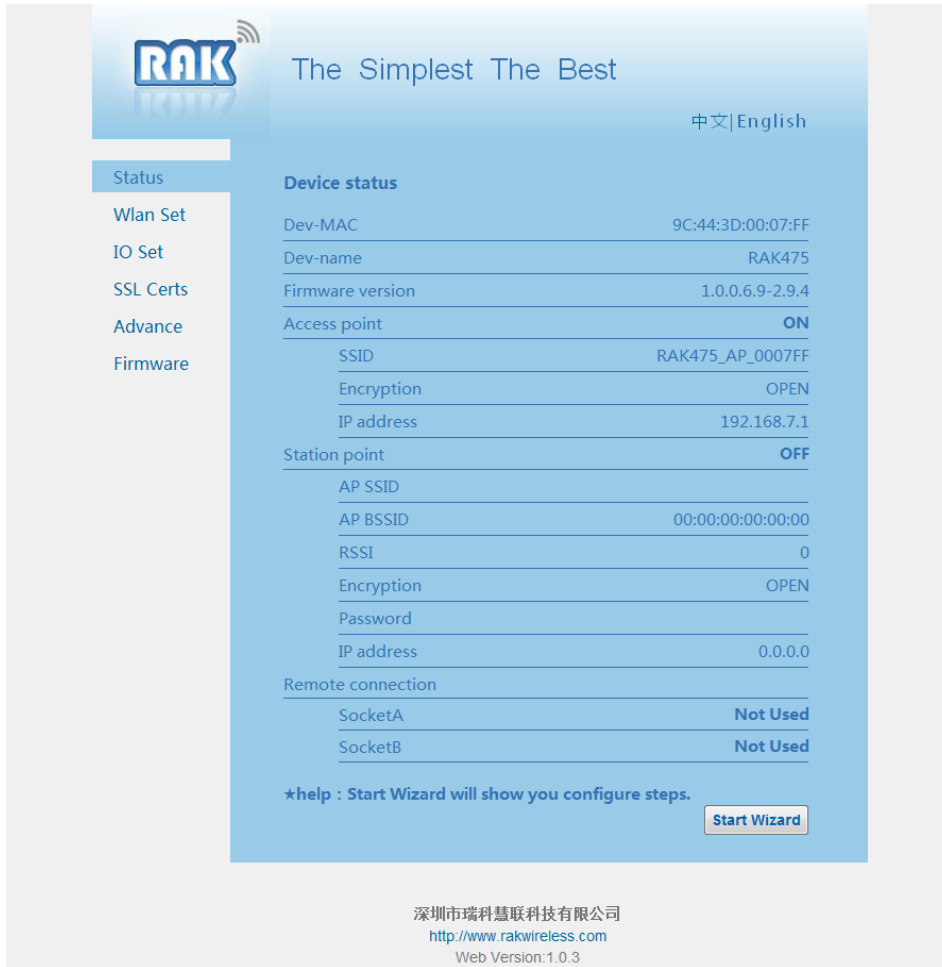 RAK
The Simplest The Best
中文|English
Status
Wlan Set
IO Set
SSL Certs
Advance
Firmware
Device status
Dev-MAC 9C:44:3D:00:07:FF
Dev-name RAK475
Firmware version 1.0.0.6.9-2.9.4
Access point ON
SSID RAK475_AP_0007FF
Encryption OPEN
IP address 192.168.7.1
Station point OFF
AP SSID
AP BSSID 00:00:00:00:00:00
RSSI 0
Encryption OPEN
Password
IP address 0.0.0.0
Remote connection
SocketA Not Used
SocketB Not Used
★help：Start Wizard will show you configure steps.
Start Wizard
深圳市瑞科慧联科技有限公司
http://www.rakwireless.com
Web Version:1.0.3